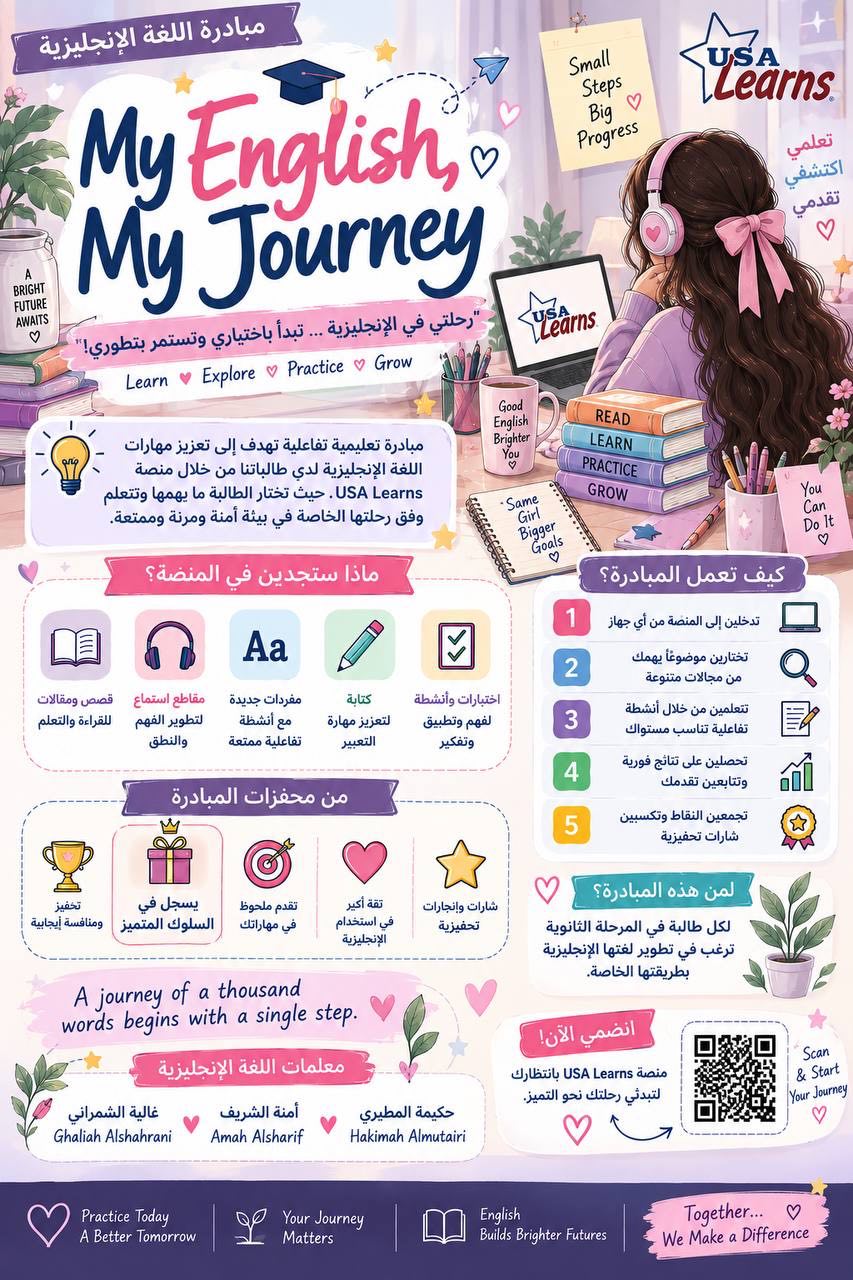 مبادرة اللغة الإنجليزية
My English,
My Journey
"رحلتي في الإنجليزية ... تبدأ باختياري وتستمر بتطوري!"
Learn Explore Practice Grow
Small
Steps
Big
Progress
USA
Learns
تعلمي
اكتشفي
تقدمي
A
BRIGHT
FUTURE
AWAITS
USA
Learns
Good
English
Brighter
You
READ
LEARN
PRACTICE
GROW
Same
Girl
Bigger
Goals
You
Can
Do It
مبادرة تعليمية تفاعلية تهدف إلى تعزيز مهارات
اللغة الإنجليزية لدى طالباتنا من خلال منصة
USA Learns، حيث تختار الطالبة ما يهمها وتتعلم
وفق رحلتها الخاصة في بيئة آمنة ومرنة وممتعة.
ماذا ستجدين في المنصة؟
قصص ومقالات
للقراءة والتعلم
مقاطع استماع
لتطوير الفهم
والنطق
Aa
مفردات جديدة
مع أنشطة
تفاعلية ممتعة
كتابة
لتعزيز مهارة
التعبير
اختبارات وأنشطة
لفهم وتطبيق
وتفكير
كيف تعمل المبادرة؟
1 تدخلين إلى المنصة من أي جهاز
2 تختارين موضوعًا يهمك
من مجالات متنوعة
3 تتعلمين من خلال أنشطة
تفاعلية تناسب مستواك
4 تحصلين على نتائج فورية
وتتابعين تقدمك
5 تجمعين النقاط وتكسبين
شارات تحفيزية
من محفزات المبادرة
تحفيز
ومنافسة إيجابية
يسجل في
السلوك المتميز
تقدم ملحوظ
في مهاراتك
ثقة أكبر
في استخدام
الإنجليزية
شارات وإنجازات
تحفيزية
لمن هذه المبادرة؟
لكل طالبة في المرحلة الثانوية
ترغب في تطوير لغتها الإنجليزية
بطريقتها الخاصة.
A journey of a thousand
words begins with a single step.
معلمات اللغة الإنجليزية
غالية الشمراني
Ghaliah Alshahrani
أمنة الشريف
Amah Alsharif
حكيمة المطيري
Hakimah Almutairi
انضمي الآن!
منصة USA Learns بانتظارك
لتبدئي رحلتك نحو التميز.
Scan
& Start
Your Journey
Practice Today
A Better Tomorrow
Your Journey
Matters
English
Builds Brighter Futures
Together...
We Make a Difference